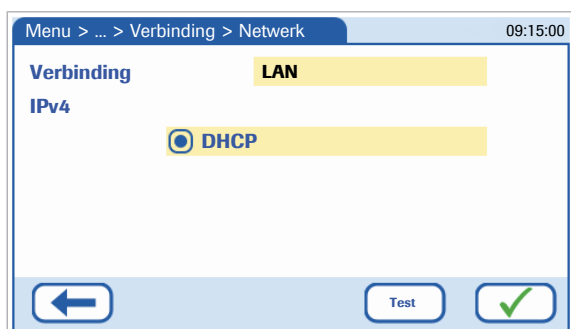 Menu > ... > Verbinding > Netwerk 09:15:00
Verbinding LAN
IPv4
DHCP
Test